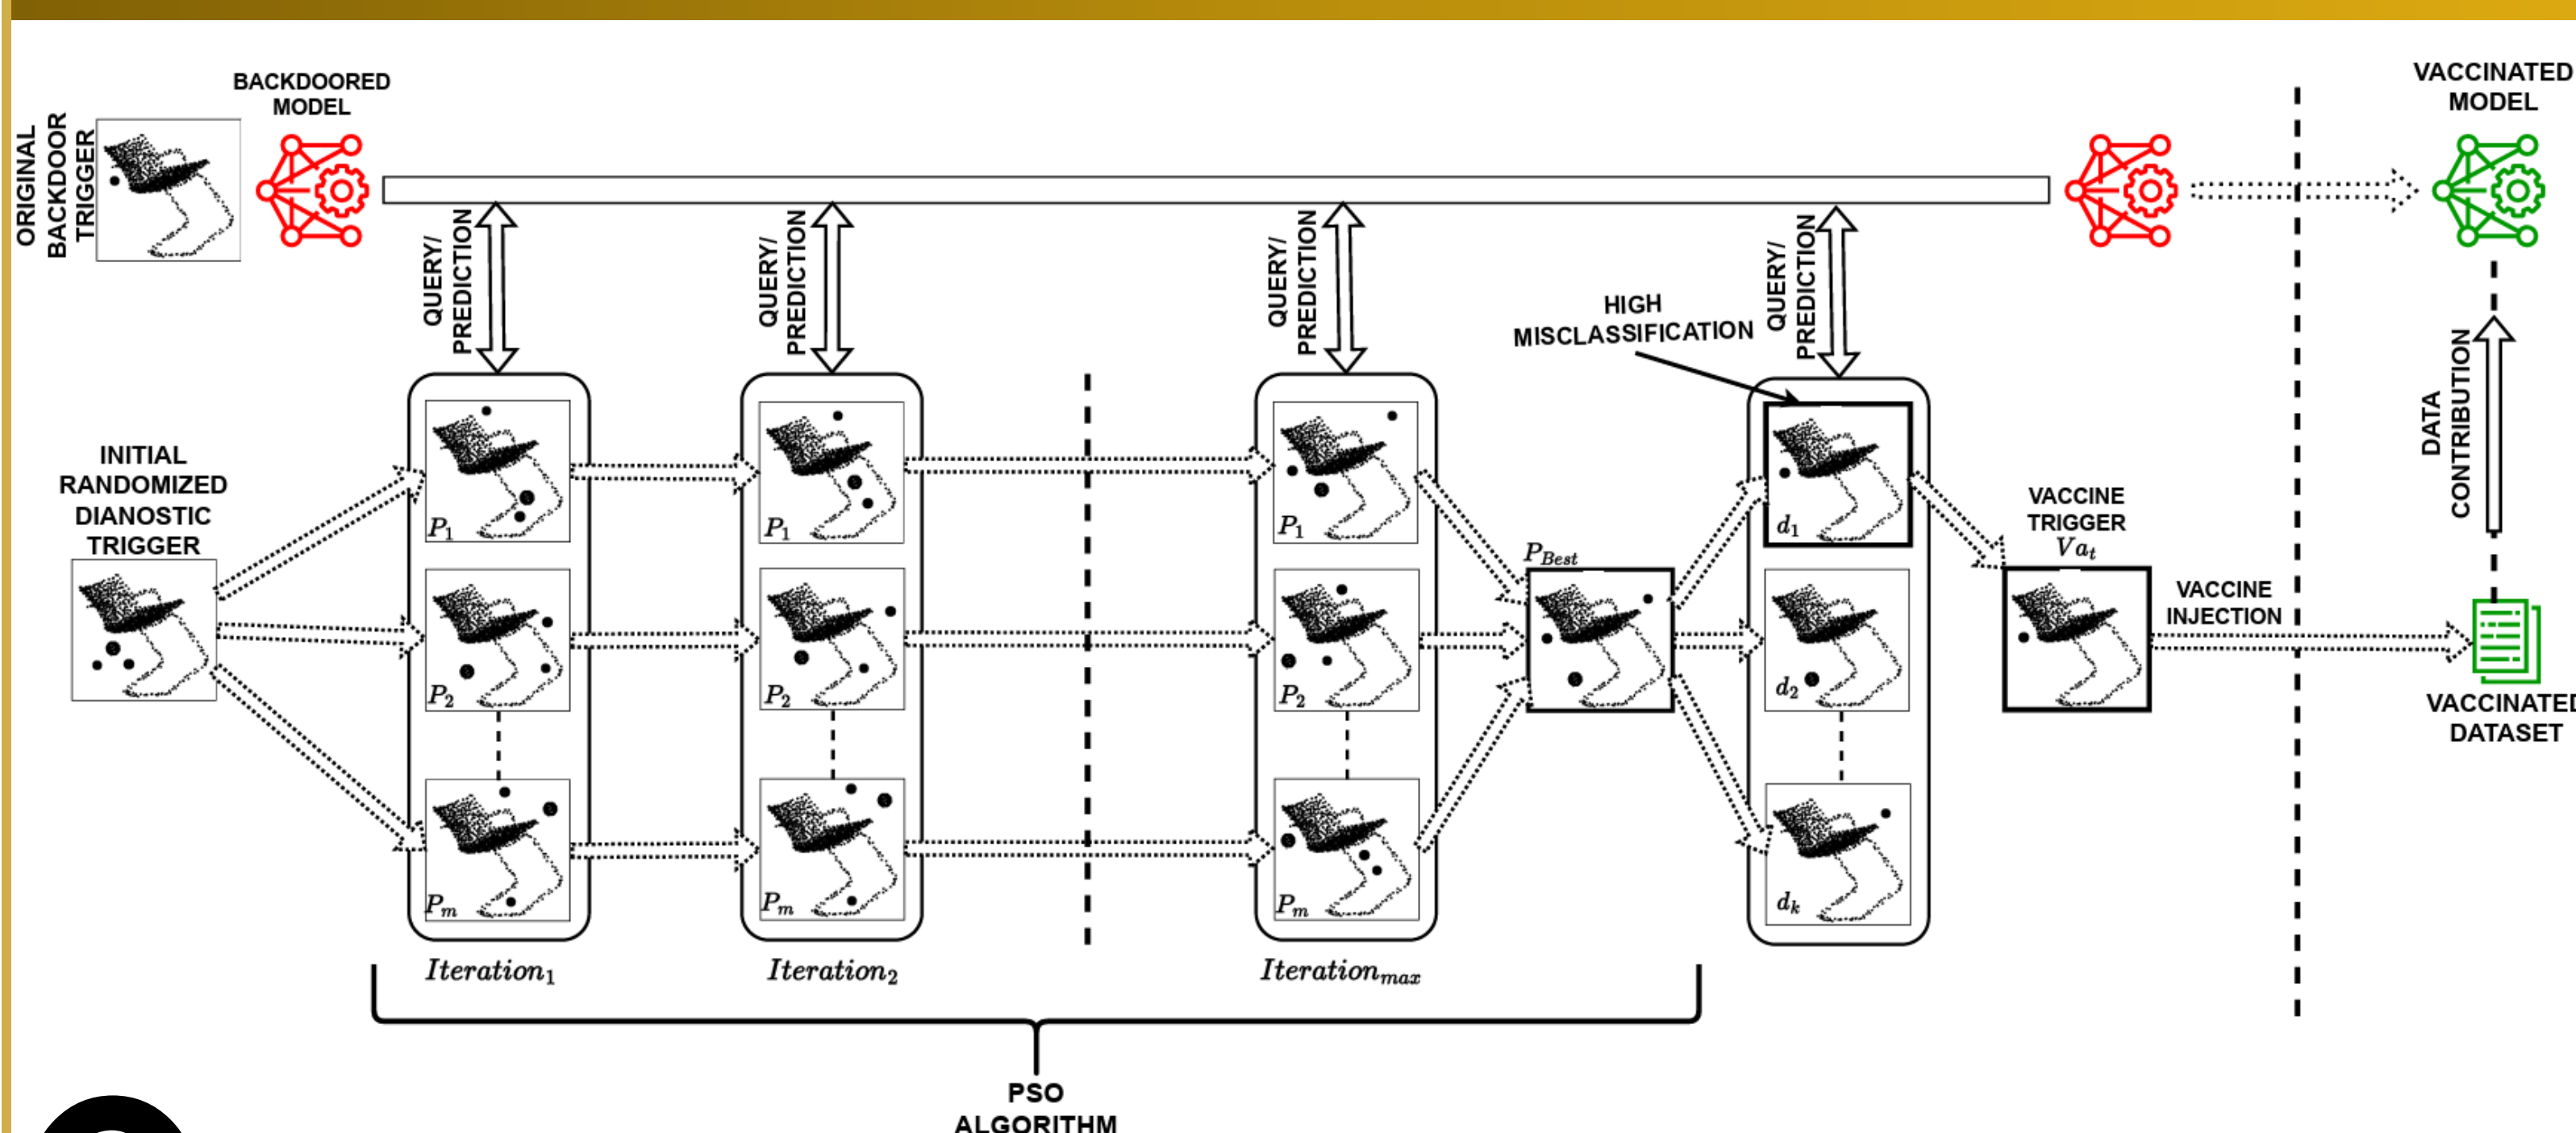 ORIGINAL
BACKDOOR
TRIGGER
BACKDOORED
MODEL
VACCINATED
MODEL
QUERY/
PREDICTION
QUERY/
PREDICTION
QUERY/
PREDICTION
QUERY/
PREDICTION
HIGH
MISCLASSIFICATION
DATA
CONTRIBUTION
INITIAL
RANDOMIZED
DIANOSTIC
TRIGGER
P1
P1
P1
d1
PBest
VACCINE
TRIGGER
Vat
P2
P2
P2
d2
VACCINE
INJECTION
VACCINATED
DATASET
Pm
Pm
Pm
dk
Iteration1
Iteration2
Iterationmax
PSO
ALGORITHM